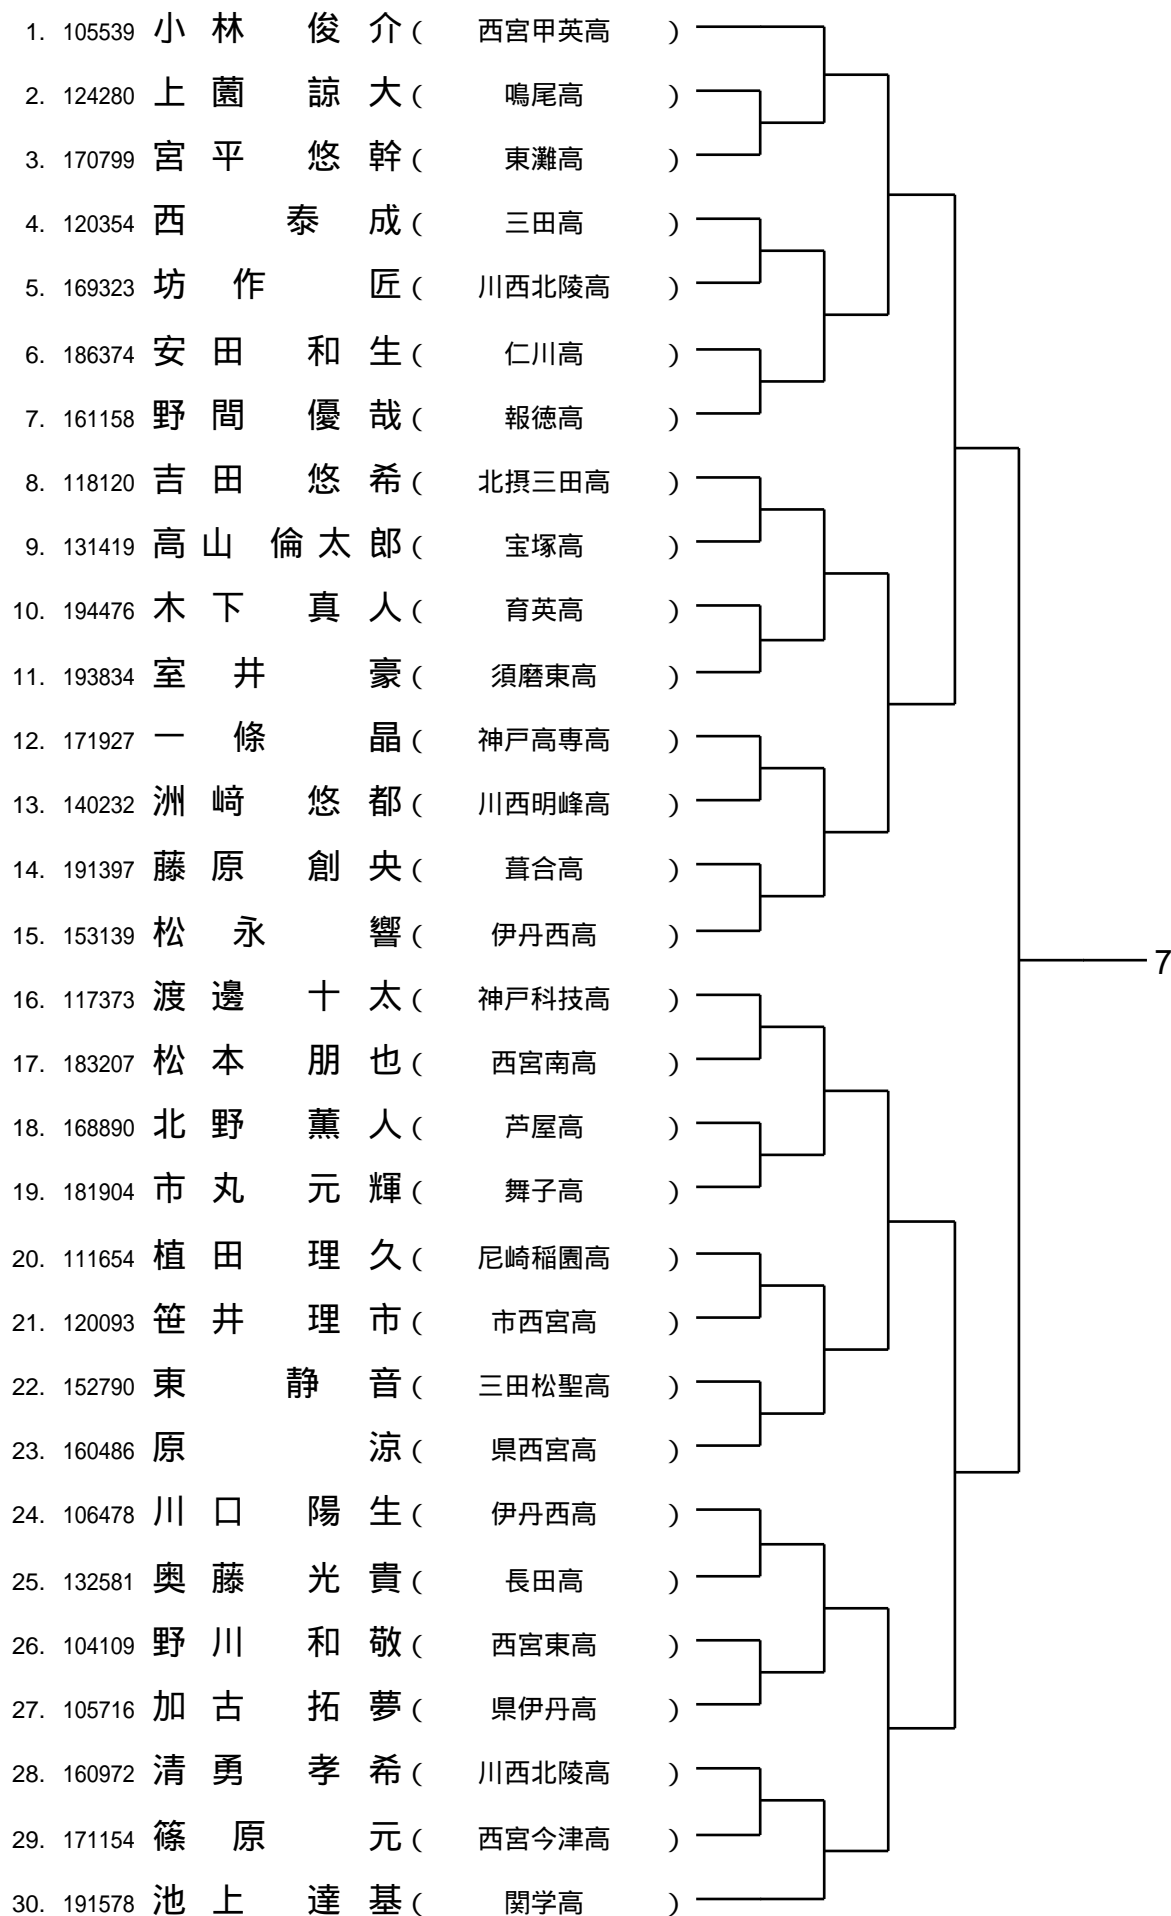 1. 105539 小林 俊介 ( 西宮甲英高 )
2. 124280 上薗 諒大 ( 鳴尾高 )
3. 170799 宮平 悠幹 ( 東灘高 )
4. 120354 西 泰成 ( 三田高 )
5. 169323 坊作 匠 ( 川西北陵高 )
6. 186374 安田 和生 ( 仁川高 )
7. 161158 野間 優哉 ( 報徳高 )
8. 118120 吉田 悠希 ( 北摂三田高 )
9. 131419 高山 倫太郎 ( 宝塚高 )
10. 194476 木下 真人 ( 育英高 )
11. 193834 室井 豪 ( 須磨東高 )
12. 171927 一條 晶 ( 神戸高専高 )
13. 140232 洲﨑 悠都 ( 川西明峰高 )
14. 191397 藤原 創央 ( 葺合高 )
15. 153139 松永 響 ( 伊丹西高 )
7
16. 117373 渡邊 十太 ( 神戸科技高 )
17. 183207 松本 朋也 ( 西宮南高 )
18. 168890 北野 薫人 ( 芦屋高 )
19. 181904 市丸 元輝 ( 舞子高 )
20. 111654 植田 理久 ( 尼崎稲園高 )
21. 120093 笹井 理市 ( 市西宮高 )
22. 152790 東 静音 ( 三田松聖高 )
23. 160486 原 涼 ( 県西宮高 )
24. 106478 川口 陽生 ( 伊丹西高 )
25. 132581 奥藤 光貴 ( 長田高 )
26. 104109 野川 和敬 ( 西宮東高 )
27. 105716 加古 拓夢 ( 県伊丹高 )
28. 160972 清勇 孝希 ( 川西北陵高 )
29. 171154 篠原 元 ( 西宮今津高 )
30. 191578 池上 達基 ( 関学高 )